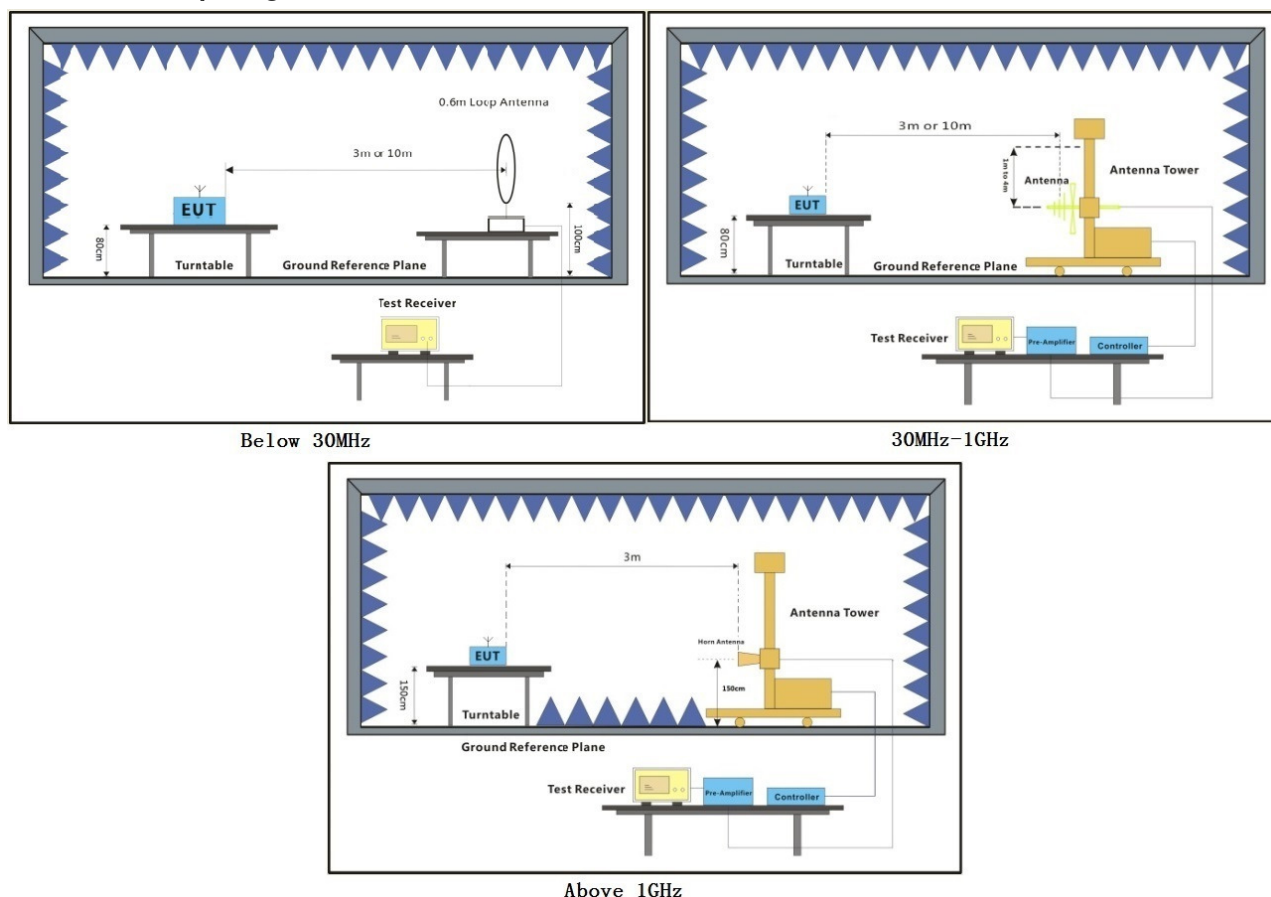 0.6m Loop Antenna
3m or 10m
EUT
80cm
100cm
Turntable
Ground Reference Plane
Test Receiver
Below 30MHz
3m or 10m
1m to 4m
Antenna
Antenna Tower
EUT
80cm
Turntable
Ground Reference Plane
Test Receiver
Pre-Amplifier
Controller
30MHz-1GHz
3m
Antenna Tower
Horn Antenna
EUT
150cm
150cm
Turntable
Ground Reference Plane
Test Receiver
Pre-Amplifier
Controller
Above 1GHz